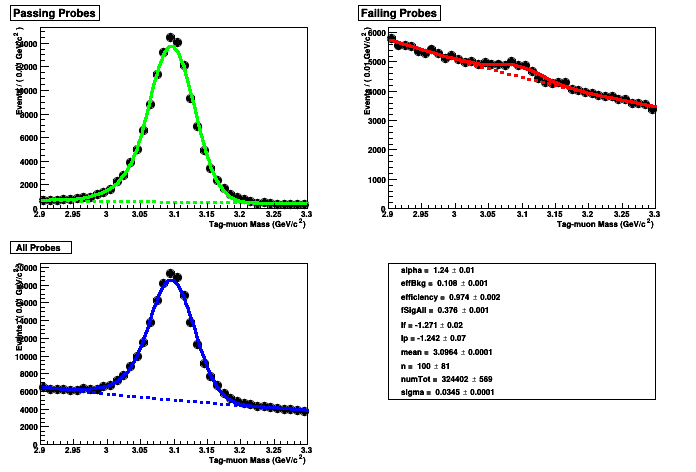 Passing Probes
Events / ( 0.01 GeV/c²)
14000
12000
10000
8000
6000
4000
2000
0
2.9 2.95 3 3.05 3.1 3.15 3.2 3.25 3.3
Tag-muon Mass (GeV/c²)
Failing Probes
Events / ( 0.01 GeV/c²)
6000
5000
4000
3000
2000
1000
0
2.9 2.95 3 3.05 3.1 3.15 3.2 3.25 3.3
Tag-muon Mass (GeV/c²)
All Probes
Events / ( 0.01 GeV/c²)
20000
18000
16000
14000
12000
10000
8000
6000
4000
2000
0
2.9 2.95 3 3.05 3.1 3.15 3.2 3.25 3.3
Tag-muon Mass (GeV/c²)
alpha = 1.24 ± 0.01
effBkg = 0.108 ± 0.001
efficiency = 0.974 ± 0.002
fSigAll = 0.376 ± 0.001
lf = -1.271 ± 0.02
lp = -1.242 ± 0.07
mean = 3.0964 ± 0.0001
n = 100 ± 81
numTot = 324402 ± 569
sigma = 0.0345 ± 0.0001